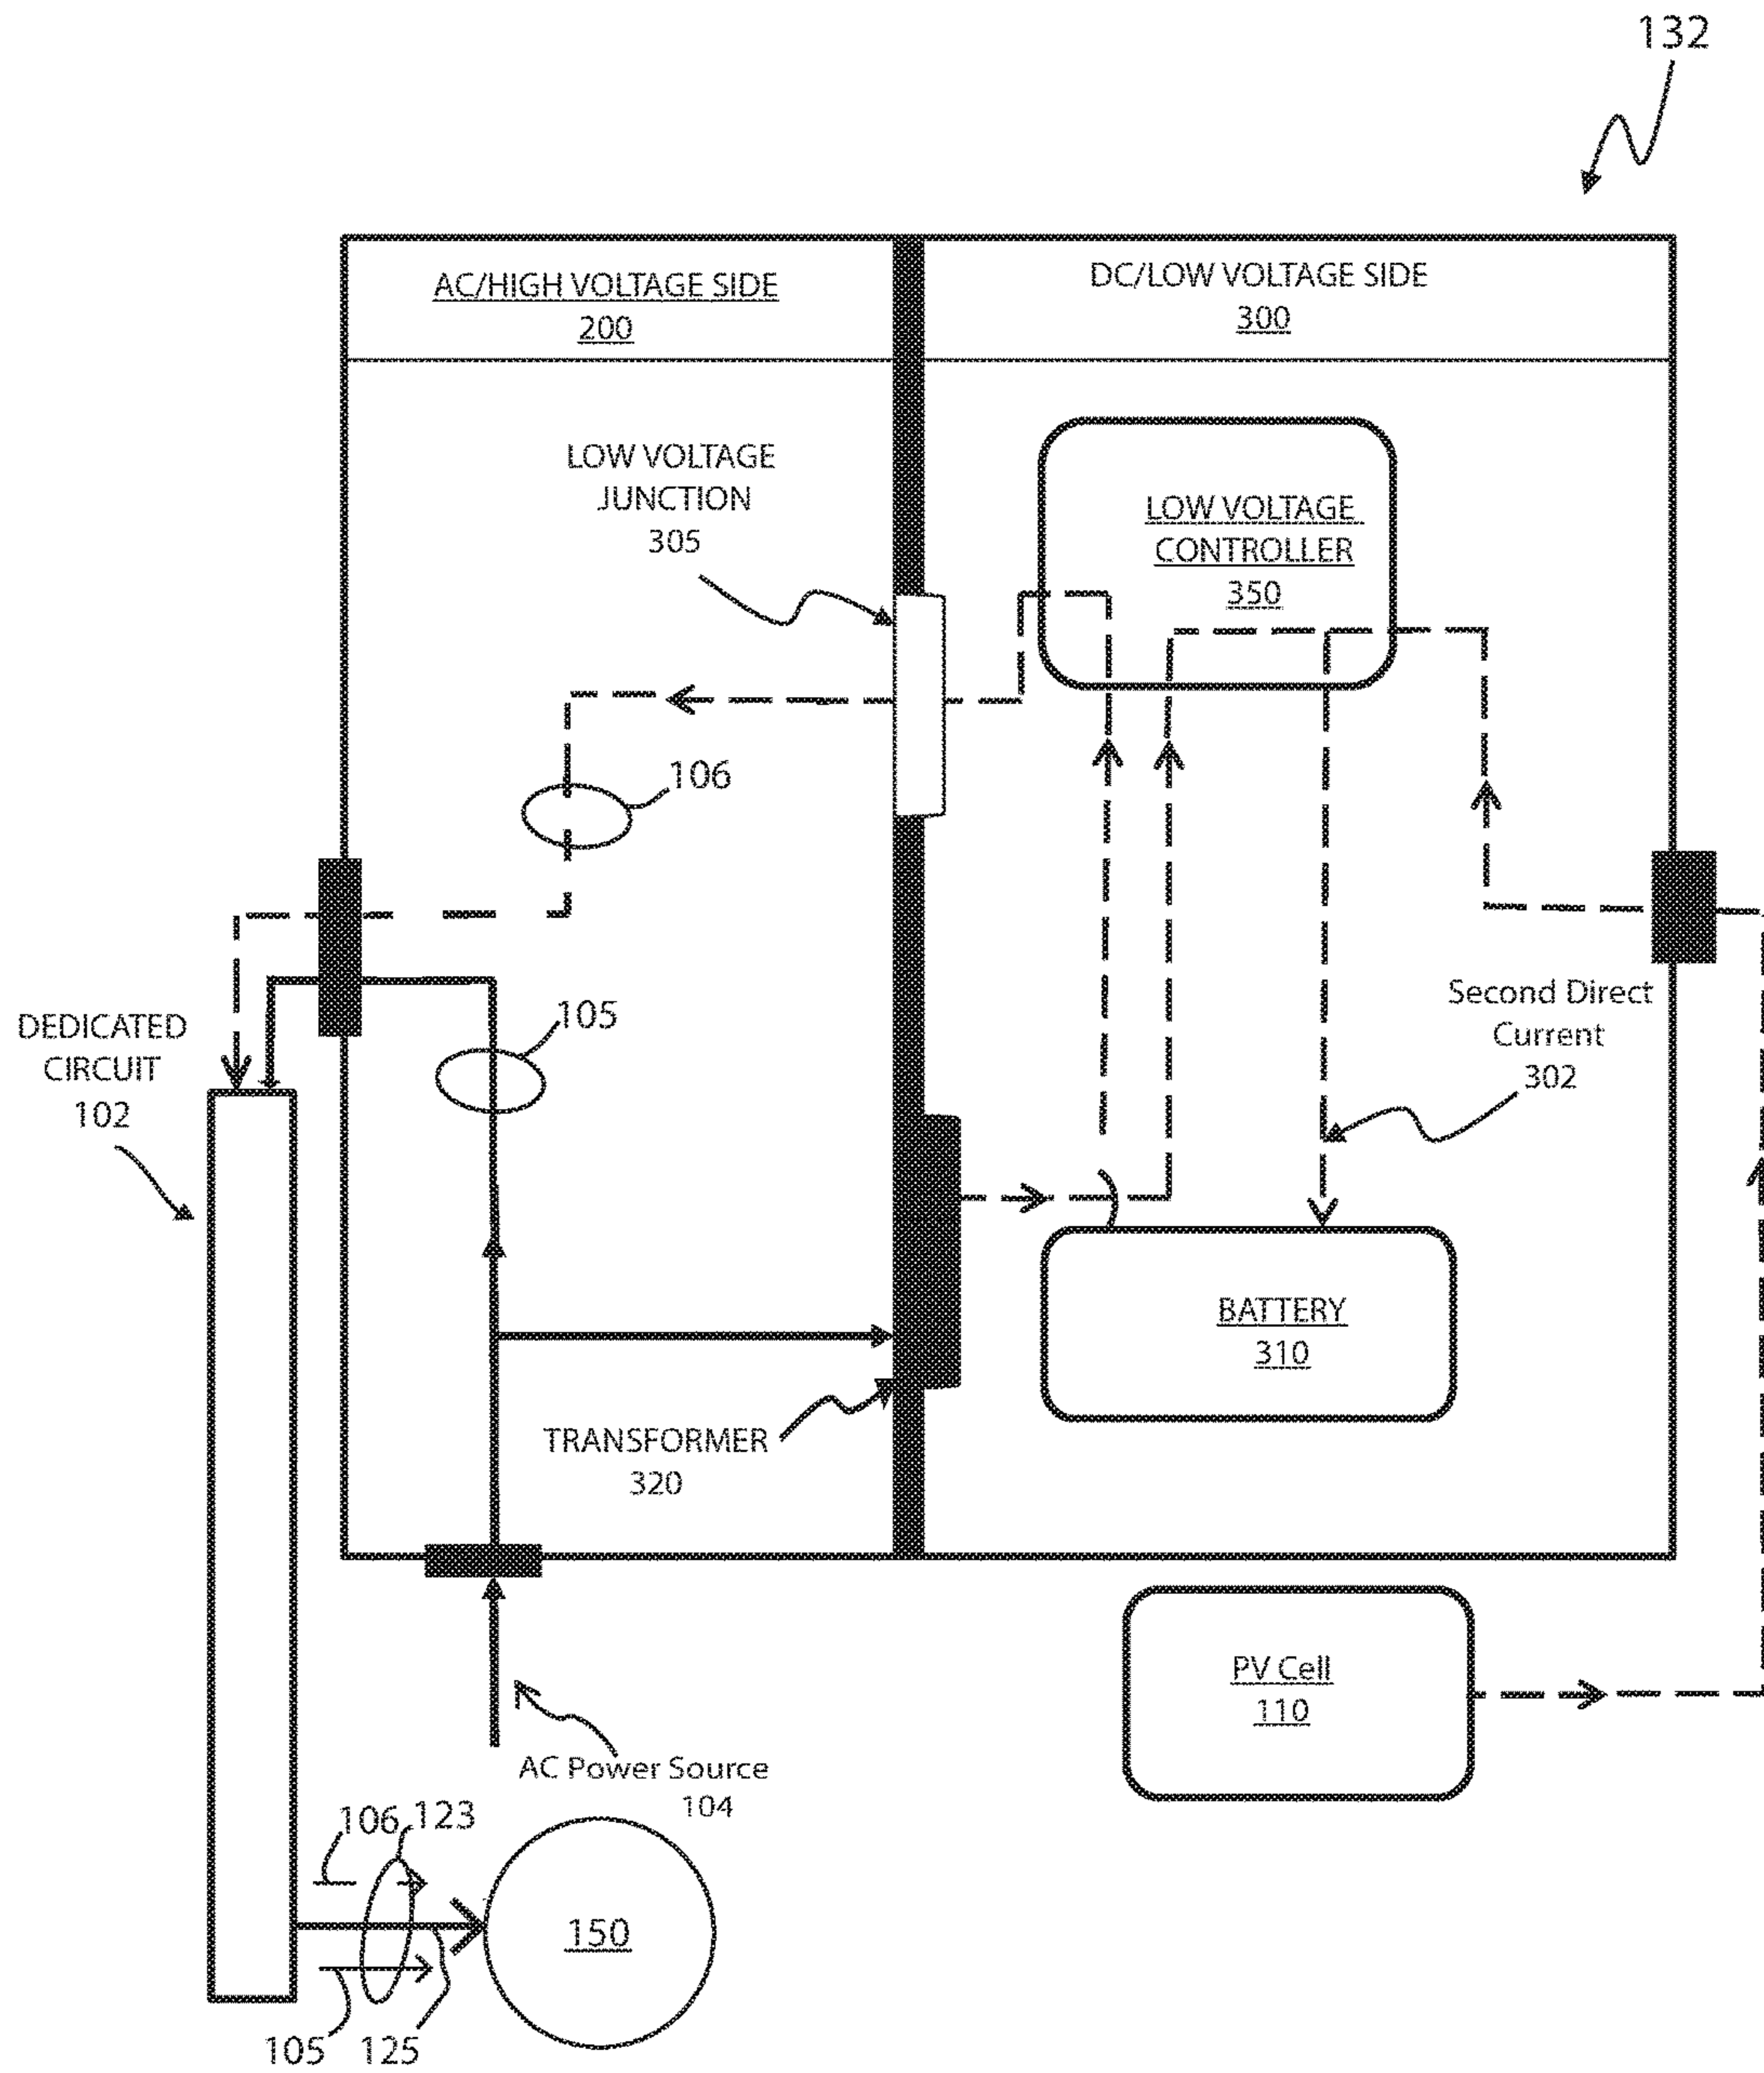 132
AC/HIGH VOLTAGE SIDE
200
DC/LOW VOLTAGE SIDE
300
LOW VOLTAGE
JUNCTION
305
LOW VOLTAGE
CONTROLLER
350
106
105
DEDICATED
CIRCUIT
102
Second Direct
Current
302
BATTERY
310
TRANSFORMER
320
PV Cell
110
AC Power Source
104
106
123
150
105
125